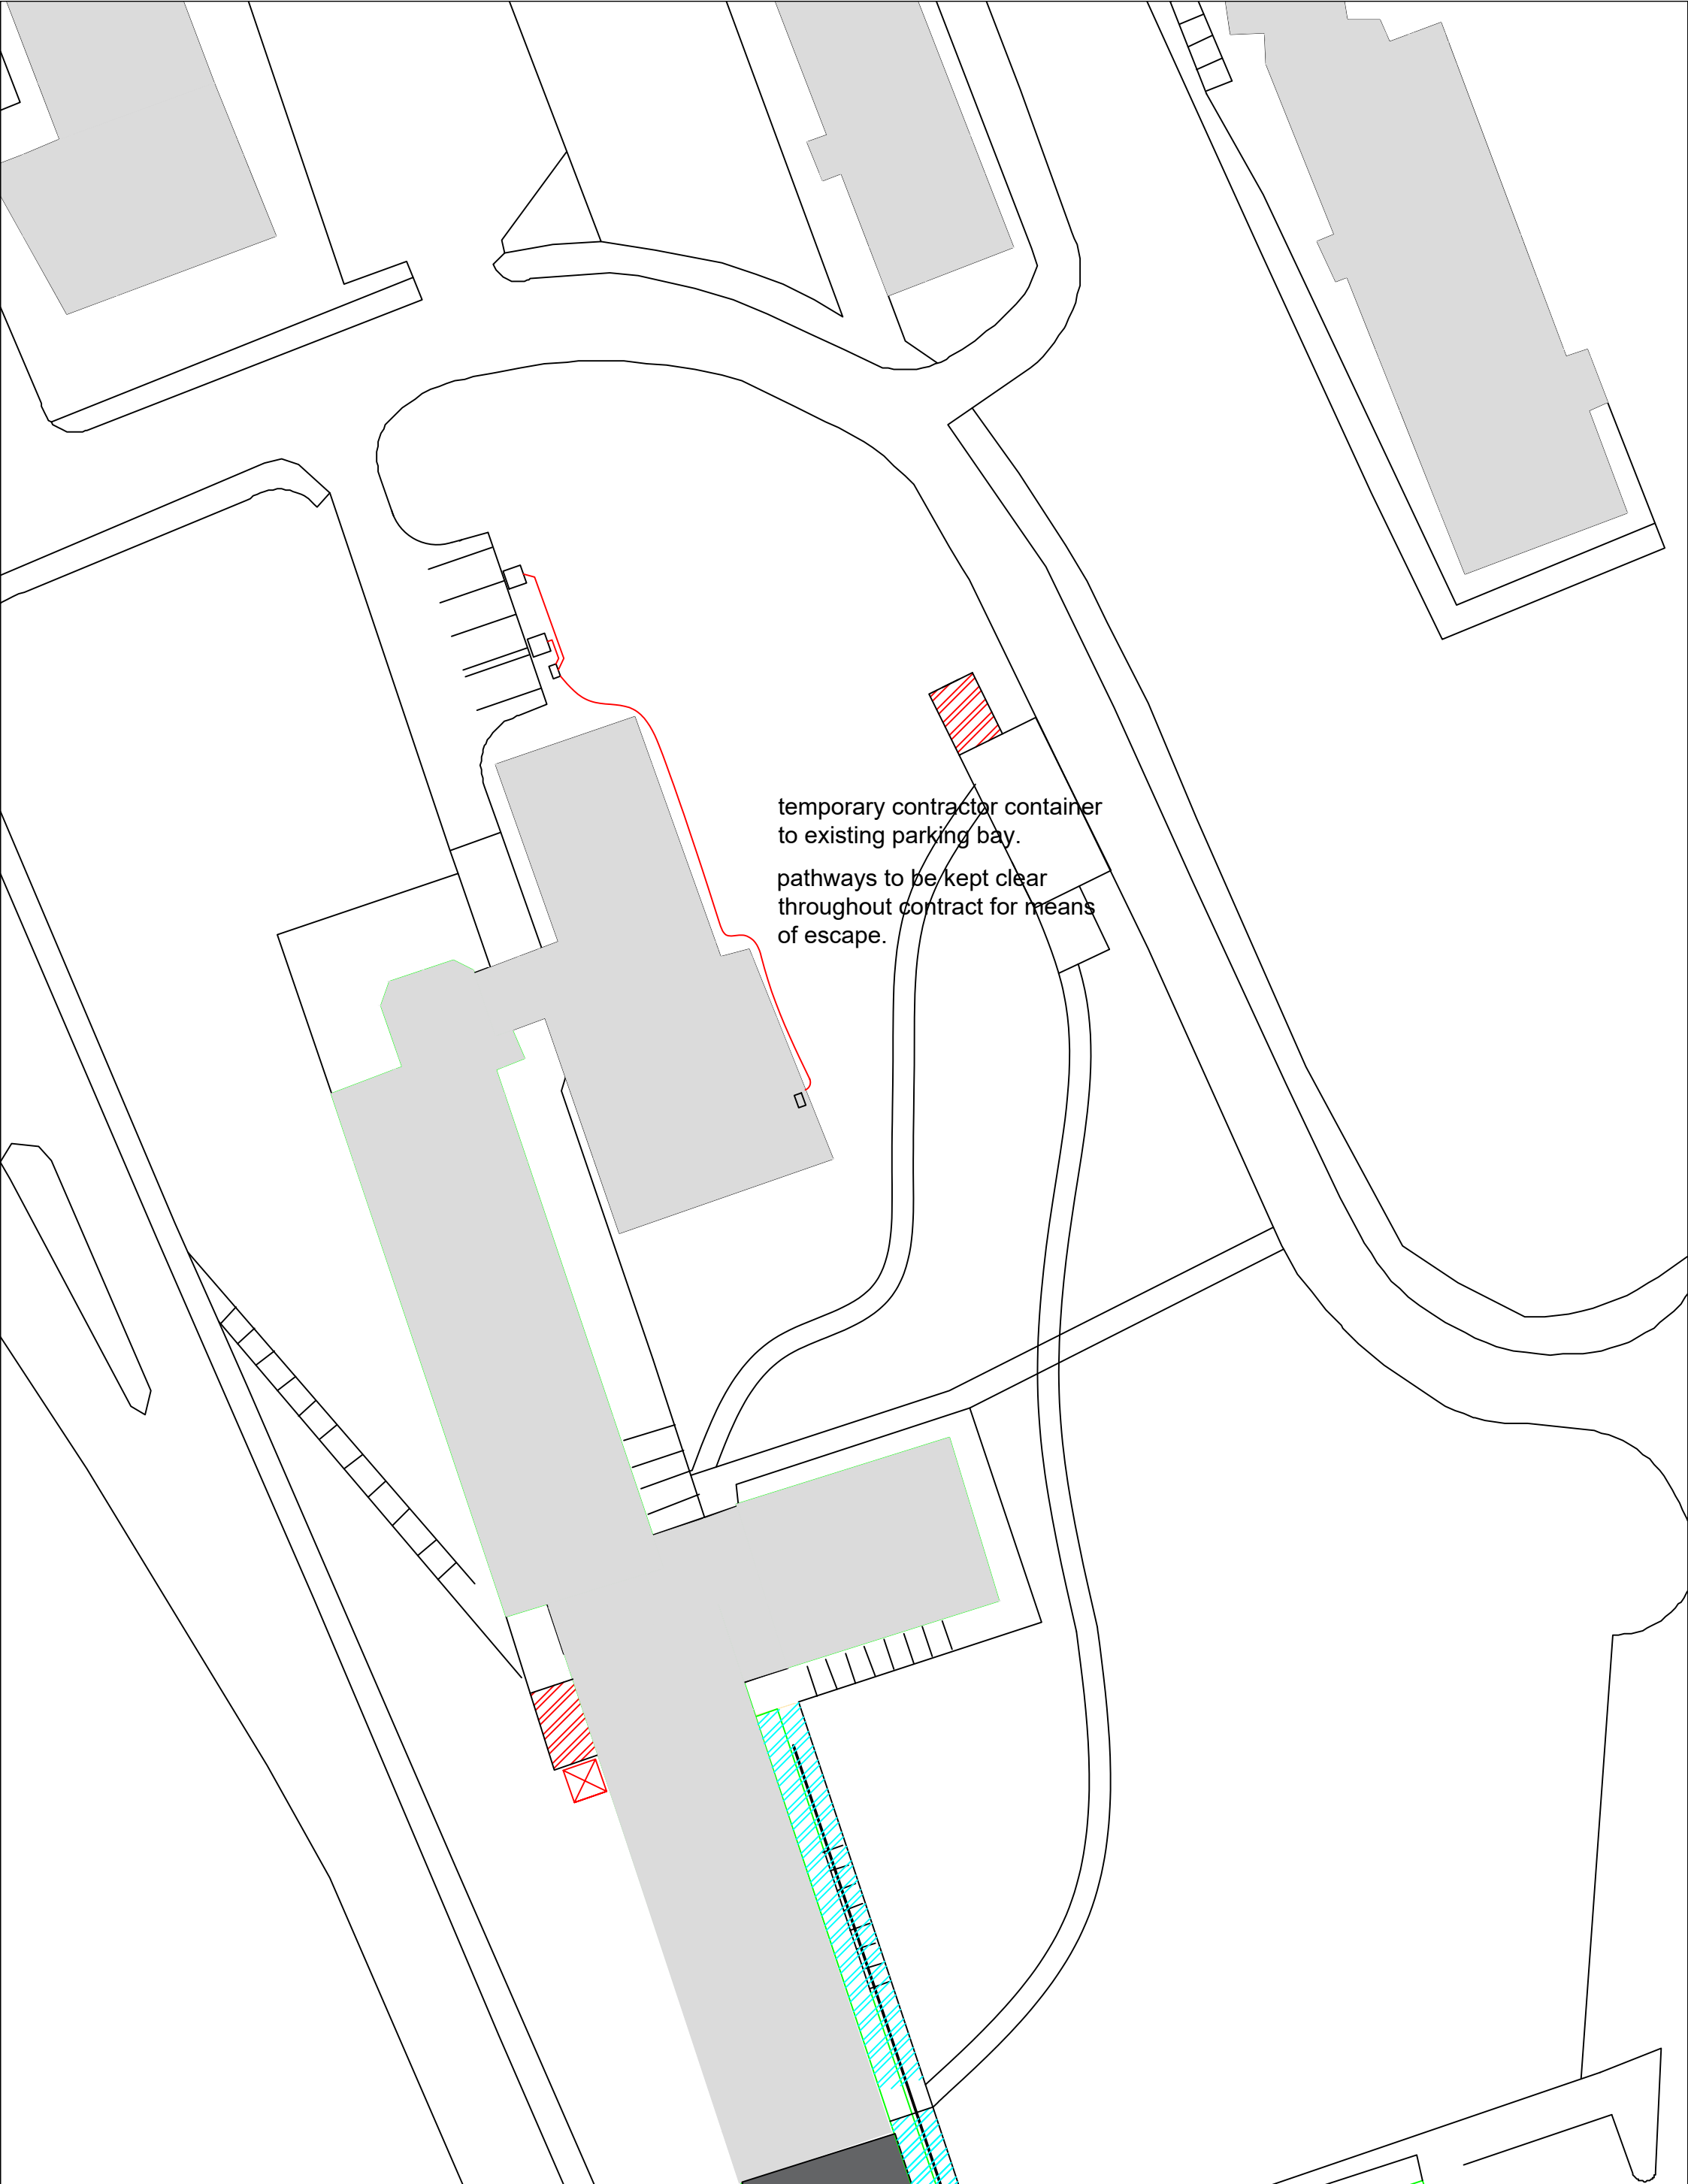 temporary contractor container
to existing parking bay.
pathways to be kept clear
throughout contract for means
of escape.